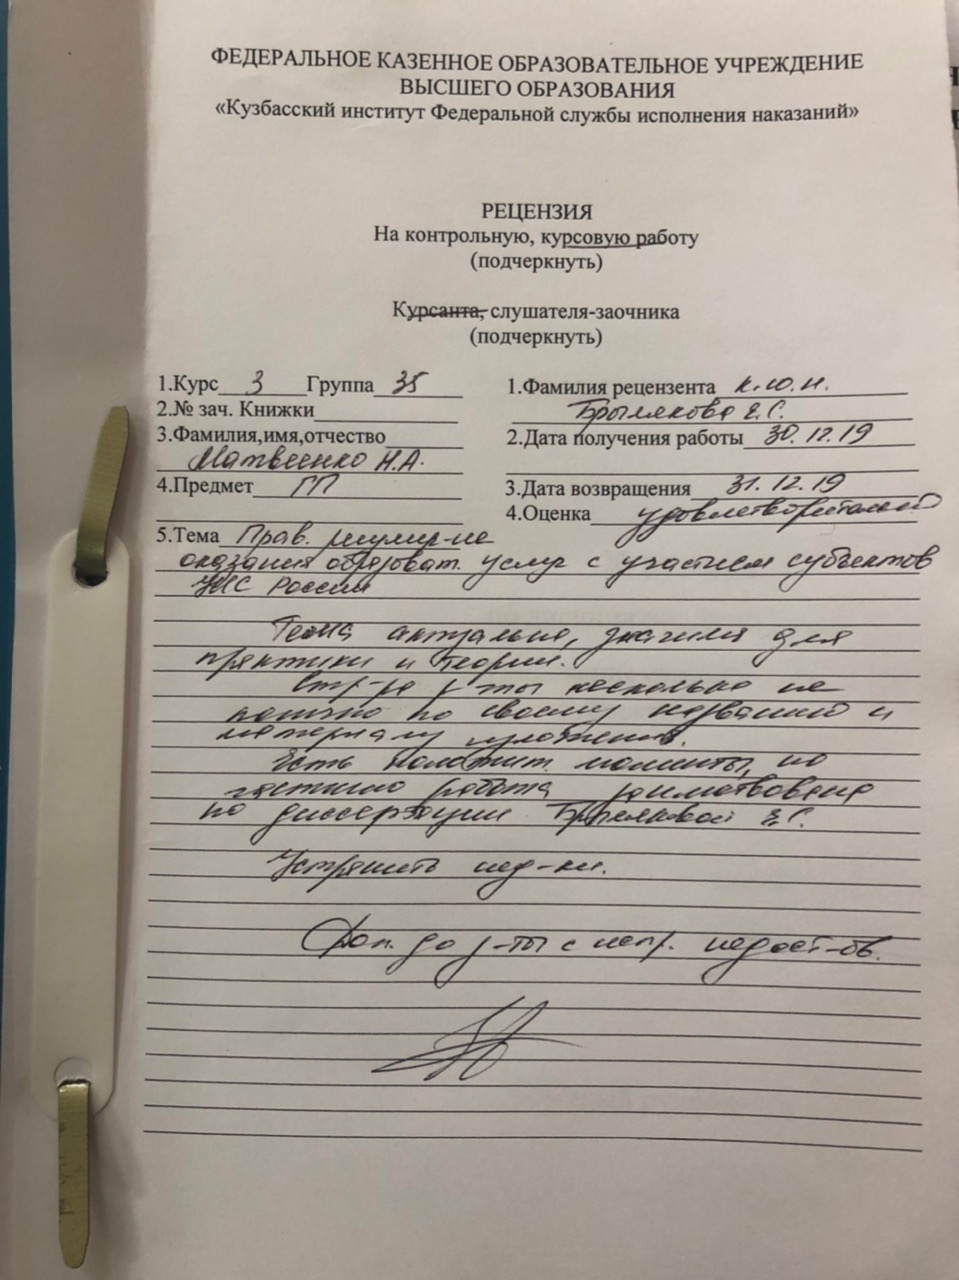 ФЕДЕРАЛЬНОЕ КАЗЕННОЕ ОБРАЗОВАТЕЛЬНОЕ УЧРЕЖДЕНИЕ
ВЫСШЕГО ОБРАЗОВАНИЯ
«Кузбасский институт Федеральной службы исполнения наказаний»
РЕЦЕНЗИЯ
На контрольную, курсовую работу
(подчеркнуть)
Курсанта, слушателя-заочника
(подчеркнуть)
1.Курс 3 Группа 35
2.№ зач. Книжки
3.Фамилия,имя,отчество
Матвеенко Н.А.
4.Предмет ГП
1.Фамилия рецензента к.ю.н.
Брылякова Е.С.
2.Дата получения работы 30.12.19
3.Дата возвращения 31.12.19
4.Оценка удовлетворительно
5.Тема Прав. регулир-ие
оказания образоват. услуг с участием субъектов
УИС России
Тема актуальна, значима для
практики и теории.
Стр-ра р-ты несколько не
по своему названию и
материалу изложения.
Есть положит. моменты, но
частично работа заимствована
по диссертации Брыляковой Е.С.
Устранить нед-ки.
Доп. до з-ты с испр. недост-ов.